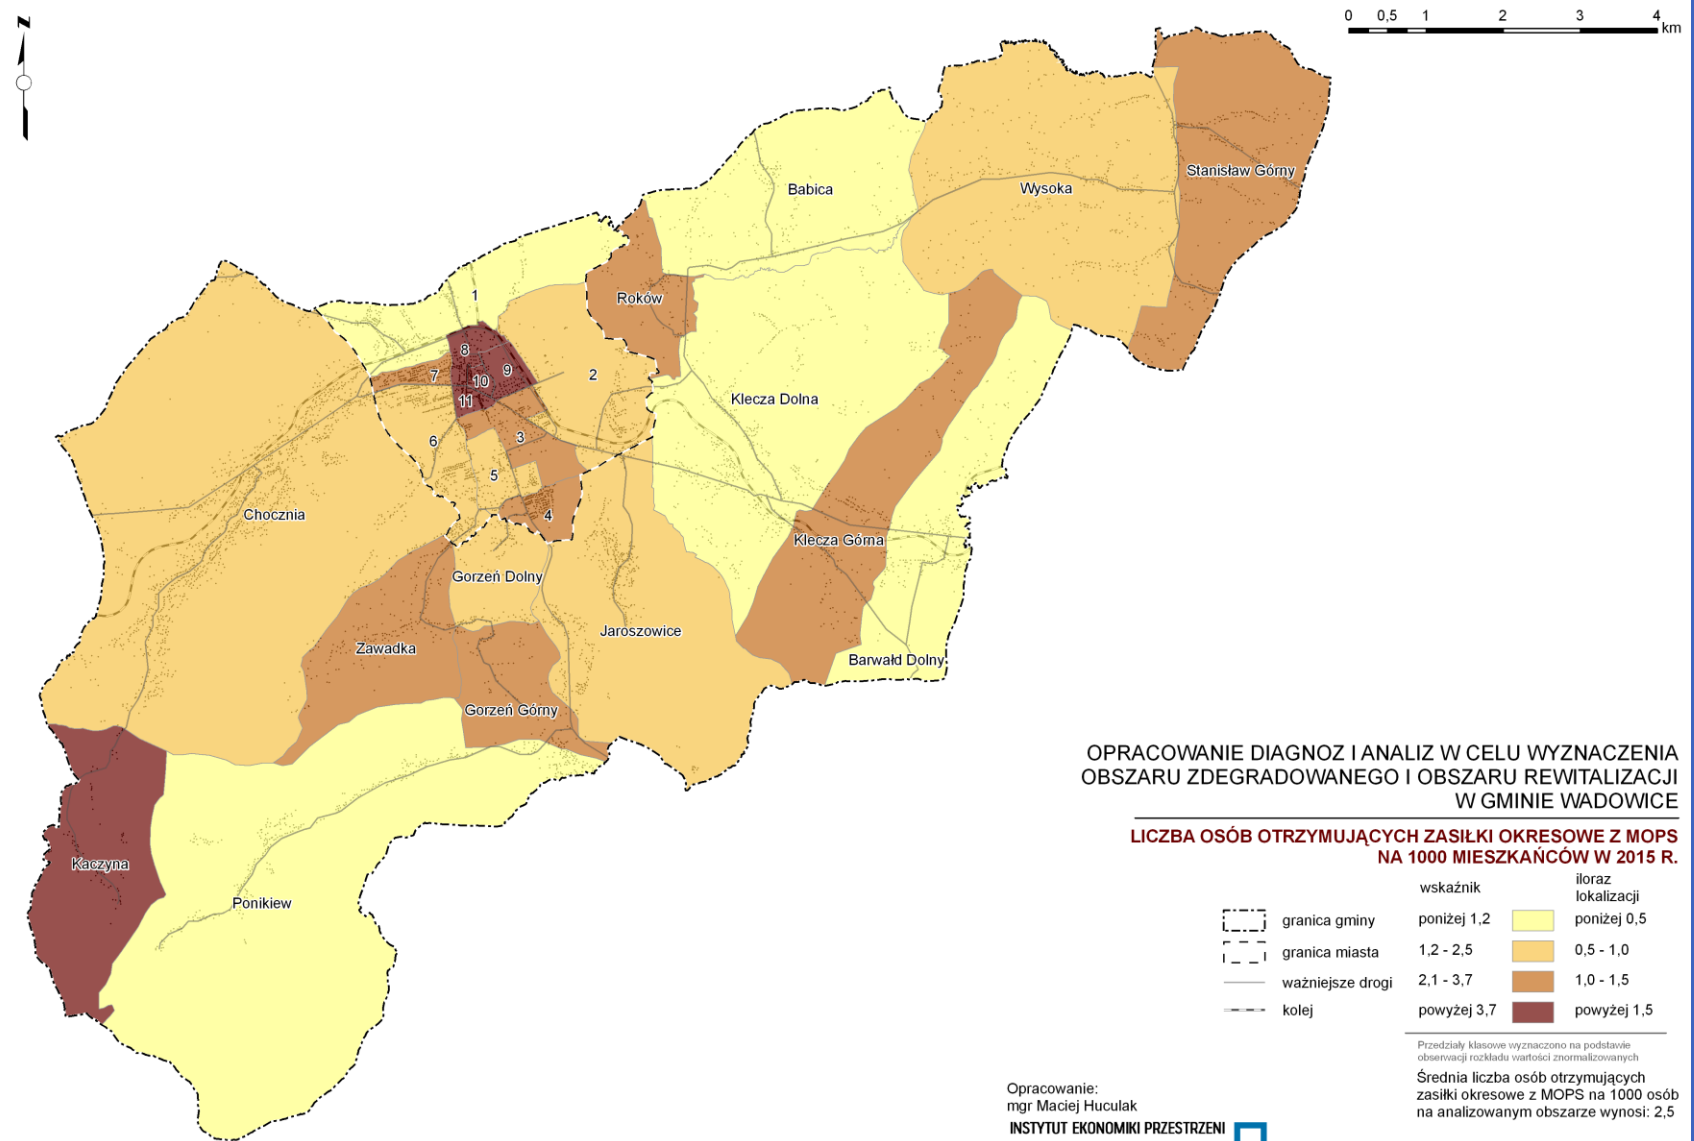 N
0 0,5 1 2 3 4 km
Stanisław Górny
Wysoka
Babica
Roków
1
8
7
10
9
2
11
Klecza Dolna
3
6
5
4
Chocznia
Klecza Górna
Gorzeń Dolny
Jaroszowice
Zawadka
Barwałd Dolny
Gorzeń Górny
Kaczyna
Ponikiew
OPRACOWANIE DIAGNOZ I ANALIZ W CELU WYZNACZENIA
OBSZARU ZDEGRADOWANEGO I OBSZARU REWITALIZACJI
W GMINIE WADOWICE
LICZBA OSÓB OTRZYMUJĄCYCH ZASIŁKI OKRESOWE Z MOPS
NA 1000 MIESZKAŃCÓW W 2015 R.
wskaźnik
iloraz
lokalizacji
granica gminy
poniżej 1,2
poniżej 0,5
granica miasta
1,2 - 2,5
0,5 - 1,0
ważniejsze drogi
2,1 - 3,7
1,0 - 1,5
kolej
powyżej 3,7
powyżej 1,5
Przedziały klasowe wyznaczono na podstawie
obserwacji rozkładu wartości znormalizowanych
Średnia liczba osób otrzymujących
zasiłki okresowe z MOPS na 1000 osób
na analizowanym obszarze wynosi: 2,5
Opracowanie:
mgr Maciej Huculak
INSTYTUT EKONOMIKI PRZESTRZENI